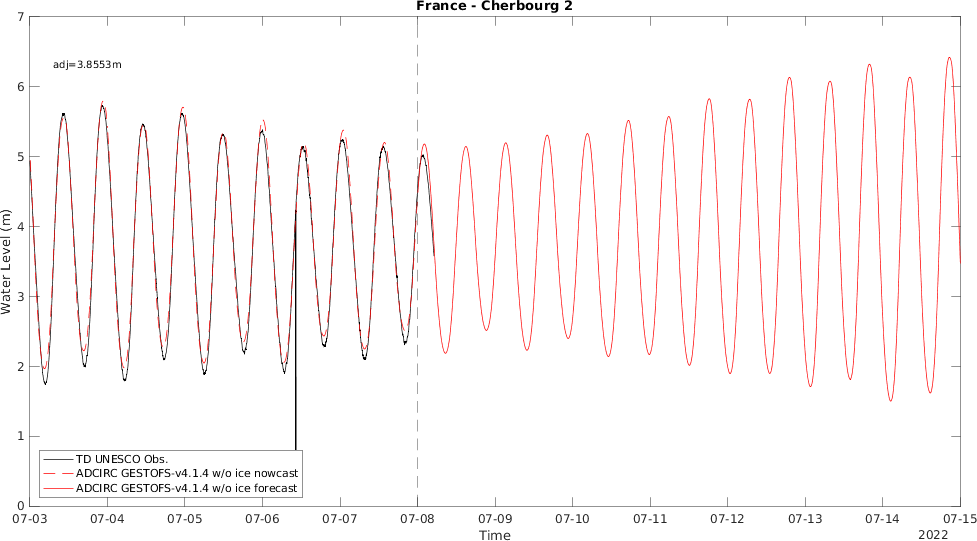 France - Cherbourg 2
7
adj=3.8553m
6
5
4
3
2
1
0
Water Level (m)
TD UNESCO Obs.
ADCIRC GESTOFS-v4.1.4 w/o ice nowcast
ADCIRC GESTOFS-v4.1.4 w/o ice forecast
07-03 07-04 07-05 07-06 07-07 07-08 07-09 07-10 07-11 07-12 07-13 07-14 07-15
Time
2022